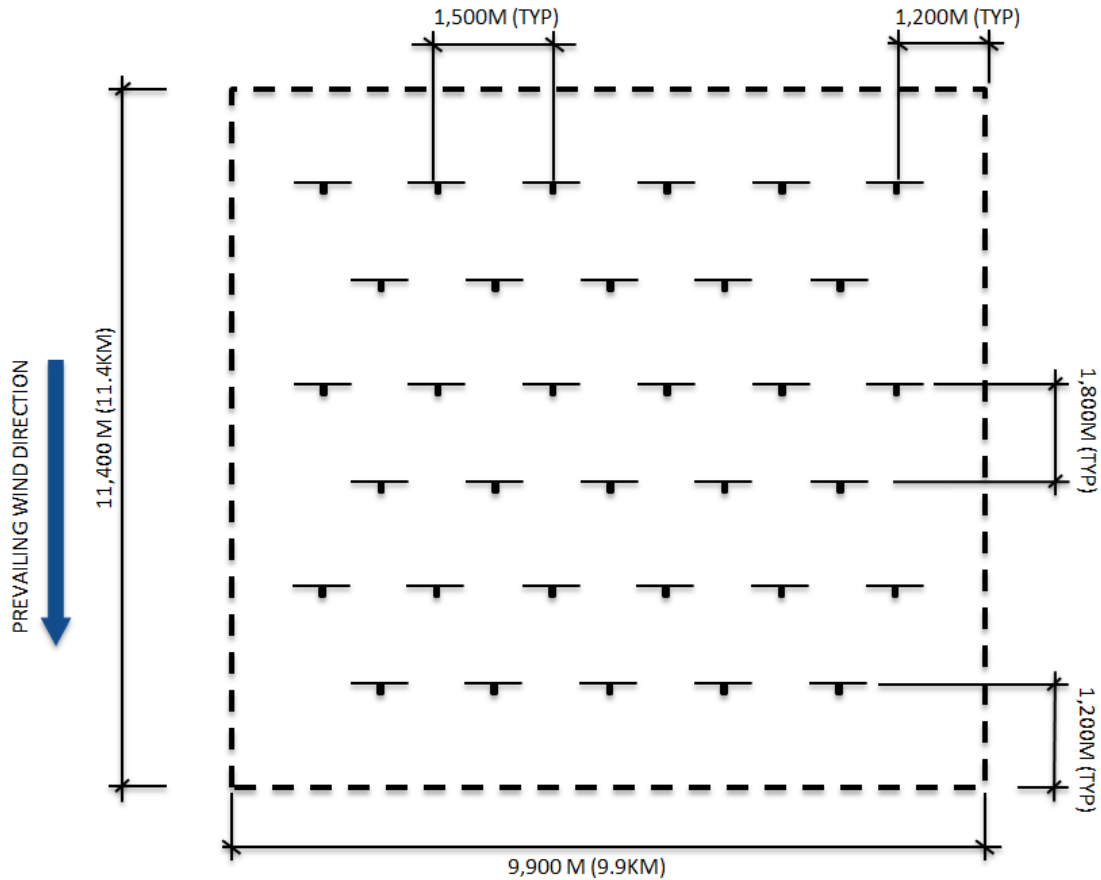 1,500M (TYP)
1,200M (TYP)
PREVAILING WIND DIRECTION
11,400 M (11.4KM)
1,800M (TYP)
1,200M (TYP)
9,900 M (9.9KM)